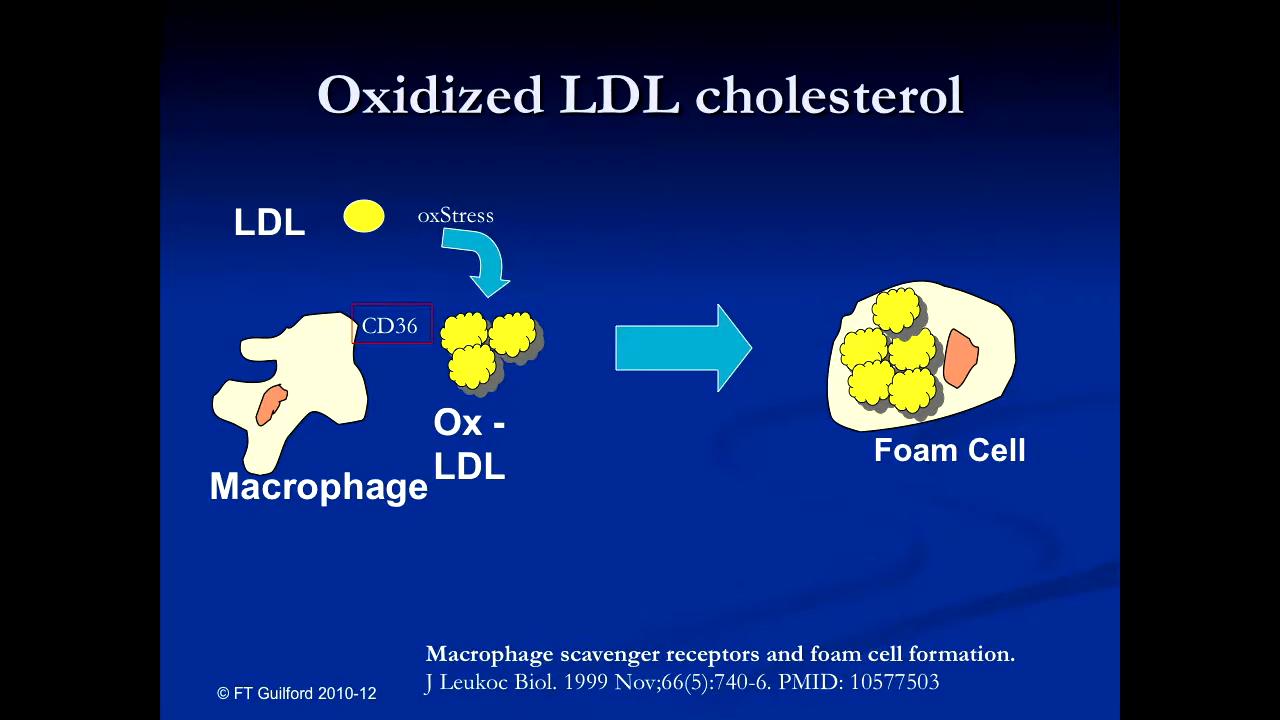 Oxidized LDL cholesterol
LDL
oxStress
CD36
Ox -
LDL
Macrophage
Foam Cell
Macrophage scavenger receptors and foam cell formation.
J Leukoc Biol. 1999 Nov;66(5):740-6. PMID: 10577503
© FT Guilford 2010-12